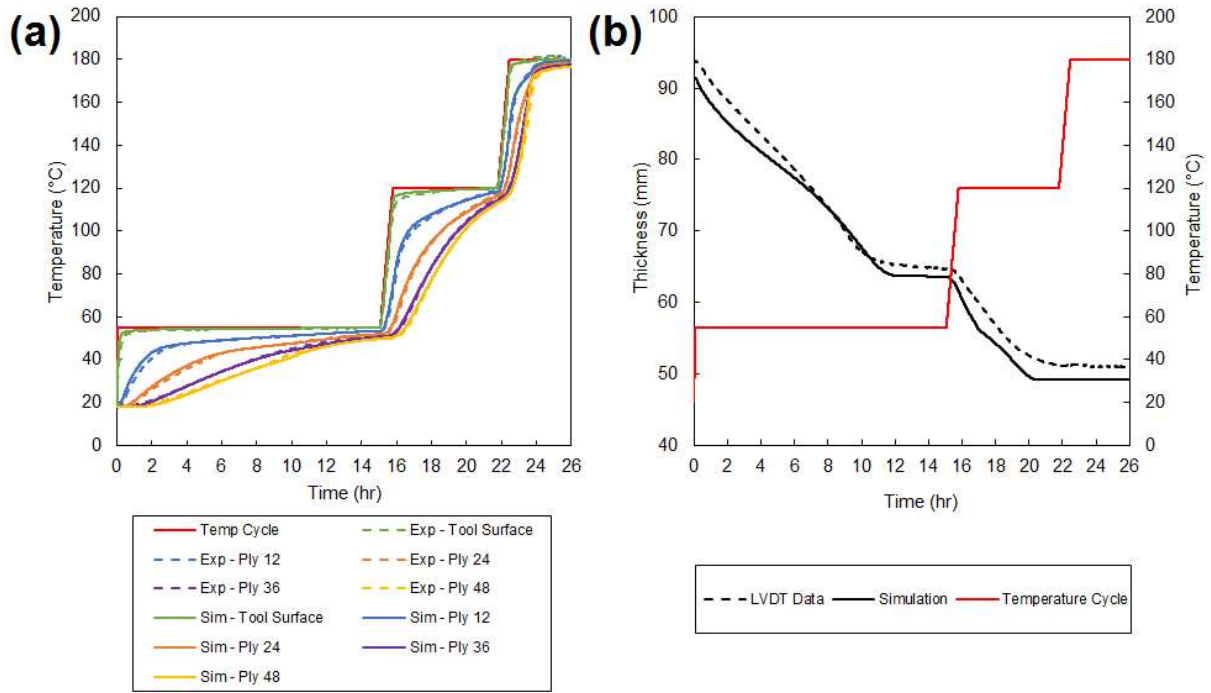 (a)
200
180
160
140
120
100
80
60
40
20
0
Temperature (°C)
0 2 4 6 8 10 12 14 16 18 20 22 24 26
Time (hr)
Temp Cycle
Exp - Tool Surface
Exp - Ply 12
Exp - Ply 24
Exp - Ply 36
Exp - Ply 48
Sim - Tool Surface
Sim - Ply 12
Sim - Ply 24
Sim - Ply 36
Sim - Ply 48
(b)
100
90
80
70
60
50
40
Thickness (mm)
200
180
160
140
120
100
80
60
40
20
0
Temperature (°C)
0 2 4 6 8 10 12 14 16 18 20 22 24 26
Time (hr)
LVDT Data
Simulation
Temperature Cycle